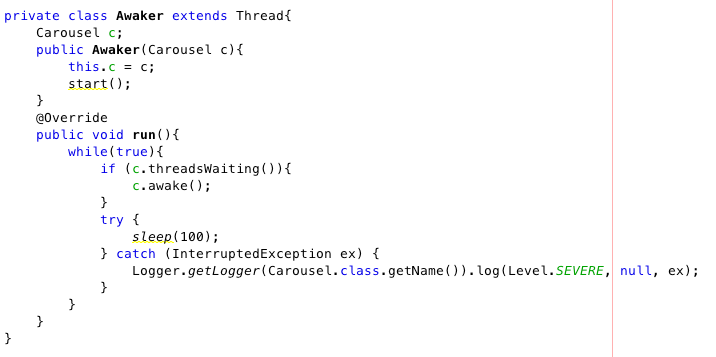 private class Awaker extends Thread{
    Carousel c;
    public Awaker(Carousel c){
        this.c = c;
        start();
    }
    @Override
    public void run(){
        while(true){
            if (c.threadsWaiting()){
                c.awake();
            }
            try {
                sleep(100);
            } catch (InterruptedException ex) {
                Logger.getLogger(Carousel.class.getName()).log(Level.SEVERE, null, ex);
            }
        }
    }
}